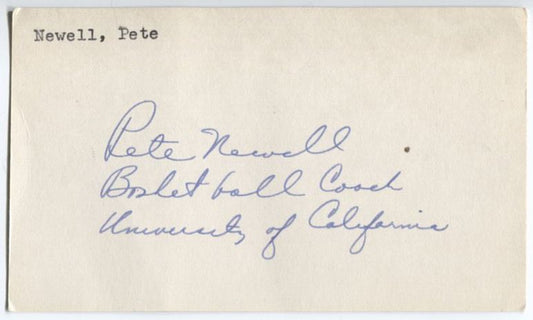 Newell, Pete
Pete Newell
Basketball Coach
University of California